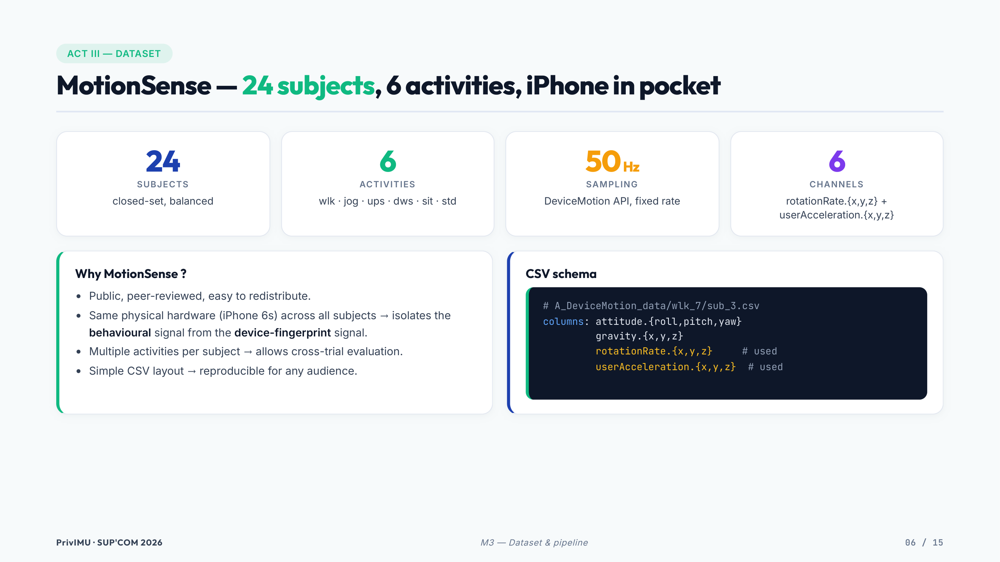 ACT III — DATASET
MotionSense — 24 subjects, 6 activities, iPhone in pocket
24
SUBJECTS
closed-set, balanced
6
ACTIVITIES
wlk · jog · ups · dws · sit · std
50 Hz
SAMPLING
DeviceMotion API, fixed rate
6
CHANNELS
rotationRate.{x,y,z} +
userAcceleration.{x,y,z}
Why MotionSense ?
• Public, peer-reviewed, easy to redistribute.
• Same physical hardware (iPhone 6s) across all subjects → isolates the
behavioural signal from the device-fingerprint signal.
• Multiple activities per subject → allows cross-trial evaluation.
• Simple CSV layout → reproducible for any audience.
CSV schema
# A_DeviceMotion_data/wlk_7/sub_3.csv
columns: attitude.{roll,pitch,yaw}
gravity.{x,y,z}
rotationRate.{x,y,z} # used
userAcceleration.{x,y,z} # used
PrivIMU · SUP'COM 2026
M3 — Dataset & pipeline
06 / 15